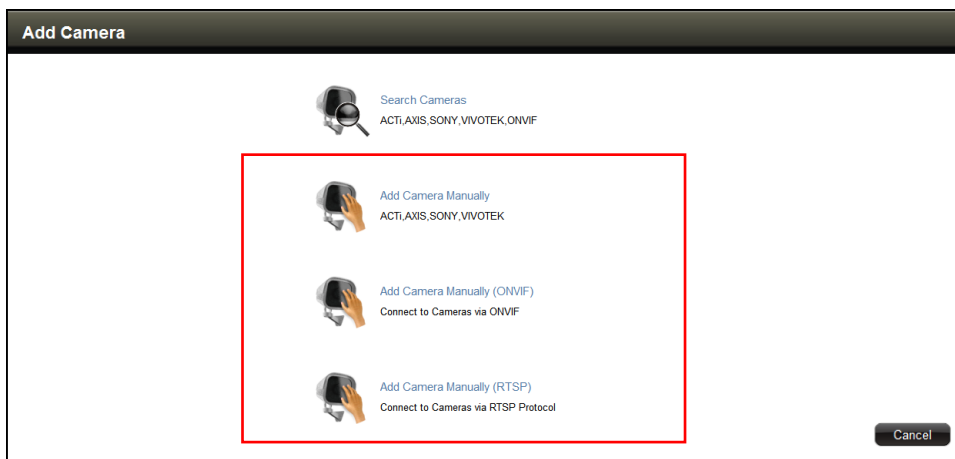 Add Camera
Search Cameras
ACTi,AXIS,SONY,VIVOTEK,ONVIF
Add Camera Manually
ACTi,AXIS,SONY,VIVOTEK
Add Camera Manually (ONVIF)
Connect to Cameras via ONVIF
Add Camera Manually (RTSP)
Connect to Cameras via RTSP Protocol
Cancel